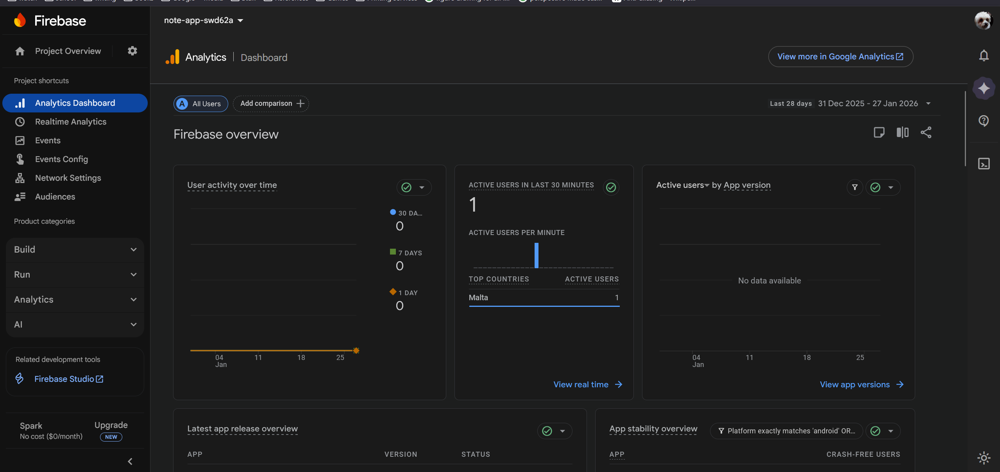 Firebase
note-app-swd62a
Project Overview
Analytics
Dashboard
View more in Google Analytics
Project shortcuts
Analytics Dashboard
Realtime Analytics
Events
Events Config
Network Settings
Audiences
Product categories
Build
Run
Analytics
AI
Related development tools
Firebase Studio
Spark
No cost ($0/month)
Upgrade
NEW
A All Users
Add comparison
Last 28 days 31 Dec 2025 - 27 Jan 2026
Firebase overview
User activity over time
30 DA...
0
7 DAYS
0
1 DAY
0
04 11 18 25
Jan
ACTIVE USERS IN LAST 30 MINUTES
1
ACTIVE USERS PER MINUTE
TOP COUNTRIES ACTIVE USERS
Malta 1
View real time
Active users by App version
No data available
04 11 18 25
Jan
View app versions
Latest app release overview
APP VERSION STATUS
App stability overview
Platform exactly matches 'android' OR...
APP CRASH-FREE USERS